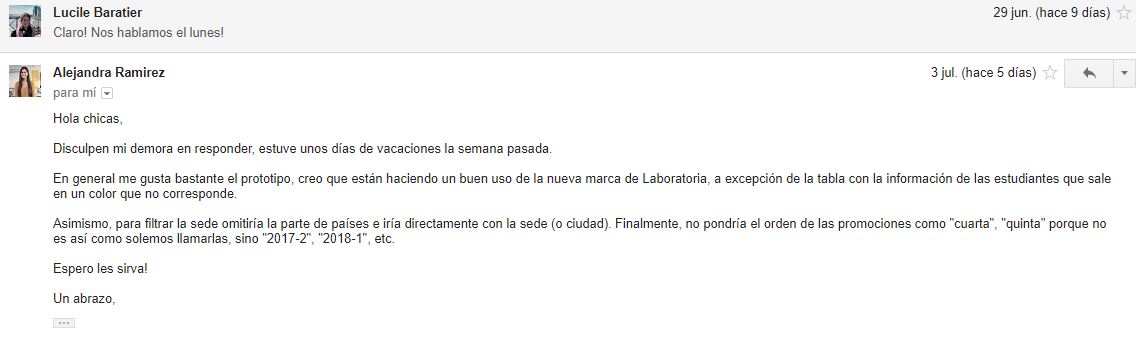 Lucile Baratier 29 jun. (hace 9 días)
Claro! Nos hablamos el lunes!
Alejandra Ramirez 3 jul. (hace 5 días)
para mí
Hola chicas,
Disculpen mi demora en responder, estuve unos días de vacaciones la semana pasada.
En general me gusta bastante el prototipo, creo que están haciendo un buen uso de la nueva marca de Laboratoria, a excepción de la tabla con la información de las estudiantes que sale
en un color que no corresponde.
Asimismo, para filtrar la sede omitiría la parte de países e iría directamente con la sede (o ciudad). Finalmente, no pondría el orden de las promociones como "cuarta", "quinta" porque no
es así como solemos llamarlas, sino "2017-2", "2018-1", etc.
Espero les sirva!
Un abrazo,